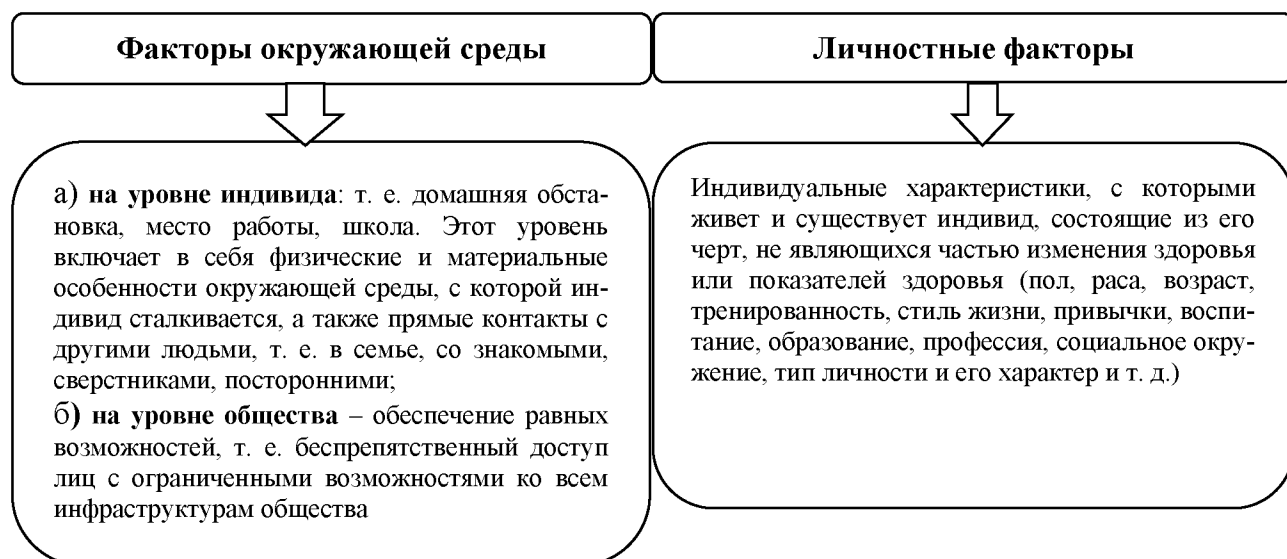 Факторы окружающей среды
Личностные факторы
а) на уровне индивида: т. е. домашняя обста-
новка, место работы, школа. Этот уровень
включает в себя физические и материальные
особенности окружающей среды, с которой ин-
дивид сталкивается, а также прямые контакты с
другими людьми, т. е. в семье, со знакомыми,
сверстниками, посторонними;
б) на уровне общества – обеспечение равных
возможностей, т. е. беспрепятственный доступ
лиц с ограниченными возможностями ко всем
инфраструктурам общества
Индивидуальные характеристики, с которыми
живет и существует индивид, состоящие из его
черт, не являющихся частью изменения здоровья
или показателей здоровья (пол, раса, возраст,
тренированность, стиль жизни, привычки, воспи-
тание, образование, профессия, социальное окру-
жение, тип личности и его характер и т. д.)